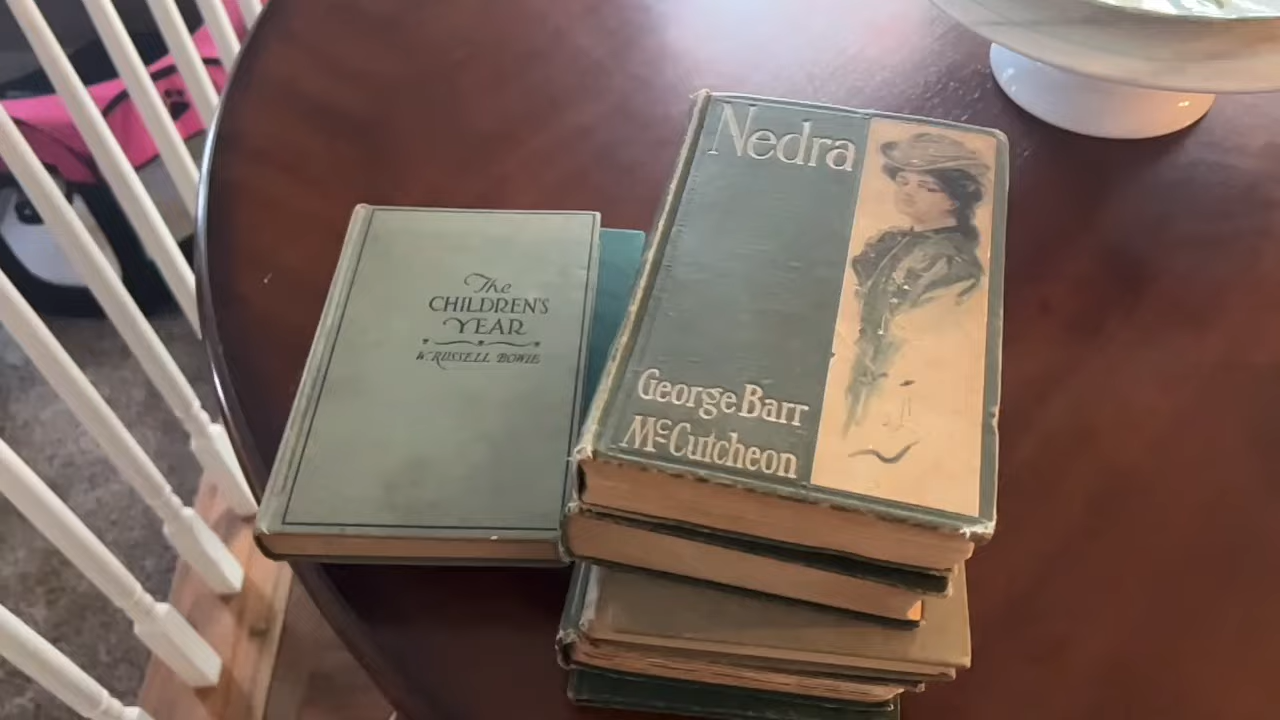 The
CHILDREN'S
YEAR
W. RUSSELL BOWIE
Nedra
George Barr
McCutcheon